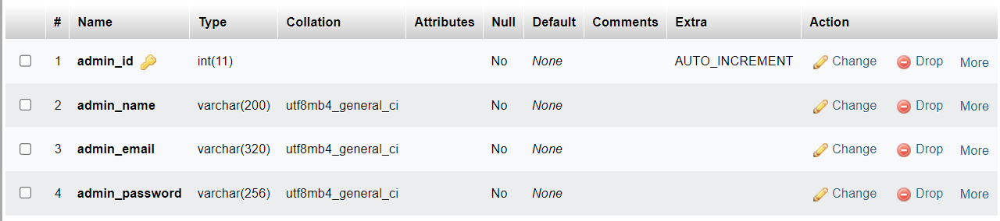 # Name Type Collation Attributes Null Default Comments Extra Action
1 admin_id int(11) No None AUTO_INCREMENT Change Drop More
2 admin_name varchar(200) utf8mb4_general_ci No None Change Drop More
3 admin_email varchar(320) utf8mb4_general_ci No None Change Drop More
4 admin_password varchar(256) utf8mb4_general_ci No None Change Drop More